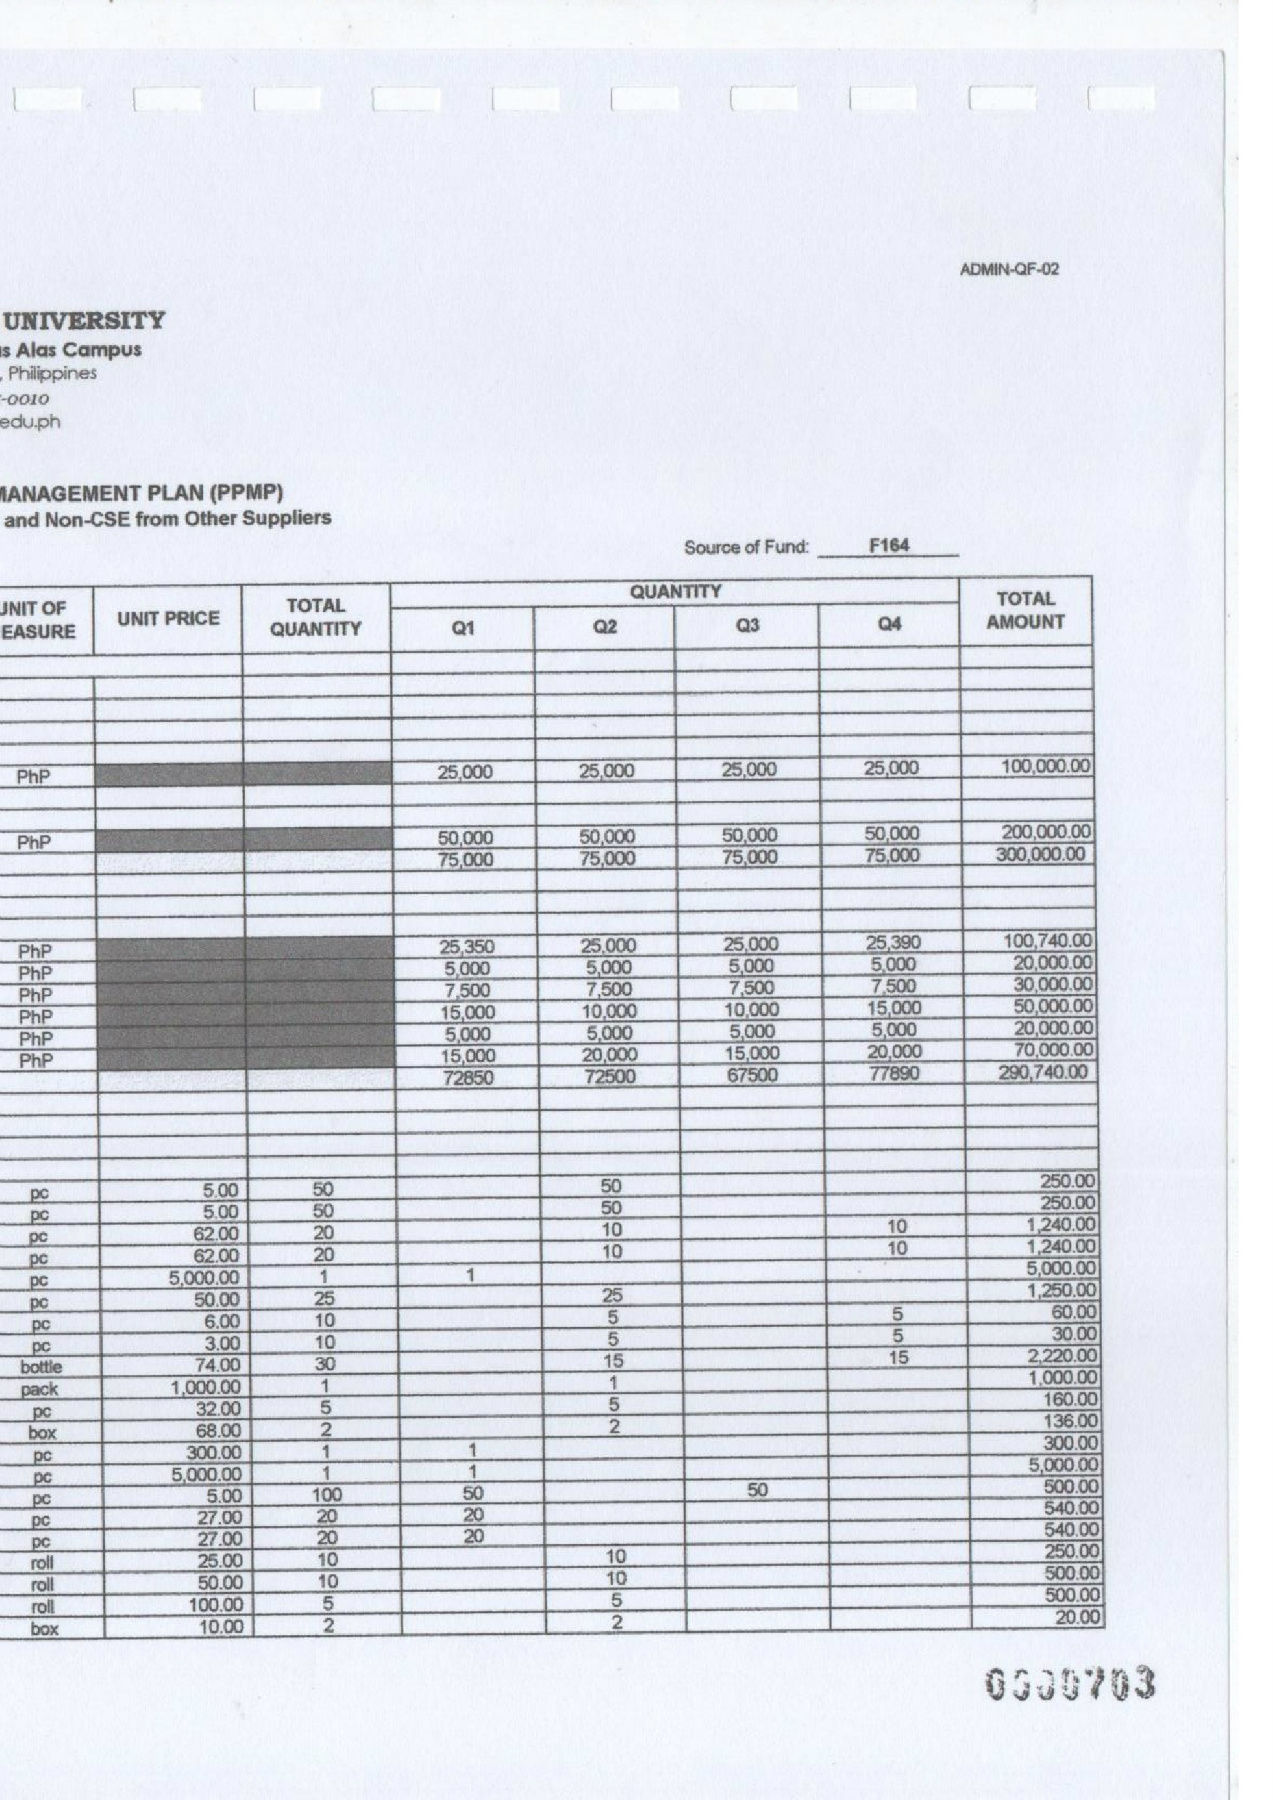 ADMIN-QF-02
UNIVERSITY
as Alas Campus
, Philippines
-0010
edu.ph
MANAGEMENT PLAN (PPMP)
and Non-CSE from Other Suppliers
Source of Fund: F164
UNIT OF EASURE UNIT PRICE TOTAL QUANTITY QUANTITY TOTAL AMOUNT
Q1 Q2 Q3 Q4
PhP 25,000 25,000 25,000 25,000 100,000.00
PhP 50,000 50,000 50,000 50,000 200,000.00
75,000 75,000 75,000 75,000 300,000.00
PhP 25,350 25,000 25,000 25,390 100,740.00
PhP 5,000 5,000 5,000 5,000 20,000.00
PhP 7,500 7,500 7,500 7,500 30,000.00
PhP 15,000 10,000 10,000 15,000 50,000.00
PhP 5,000 5,000 5,000 5,000 20,000.00
PhP 15,000 20,000 15,000 20,000 70,000.00
72850 72500 67500 77890 290,740.00
pc 5.00 50 50 250.00
pc 5.00 50 50 250.00
pc 62.00 20 10 10 1,240.00
pc 62.00 20 10 10 1,240.00
pc 5,000.00 1 1 5,000.00
pc 50.00 25 25 1,250.00
pc 6.00 10 5 5 60.00
pc 3.00 10 5 5 30.00
bottle 74.00 30 15 15 2,220.00
pack 1,000.00 1 1 1,000.00
pc 32.00 5 5 160.00
box 68.00 2 2 136.00
pc 300.00 1 1 300.00
pc 5,000.00 1 1 5,000.00
pc 5.00 100 50 50 500.00
pc 27.00 20 20 540.00
pc 27.00 20 20 540.00
roll 25.00 10 10 250.00
roll 50.00 10 10 500.00
roll 100.00 5 5 500.00
box 10.00 2 2 20.00